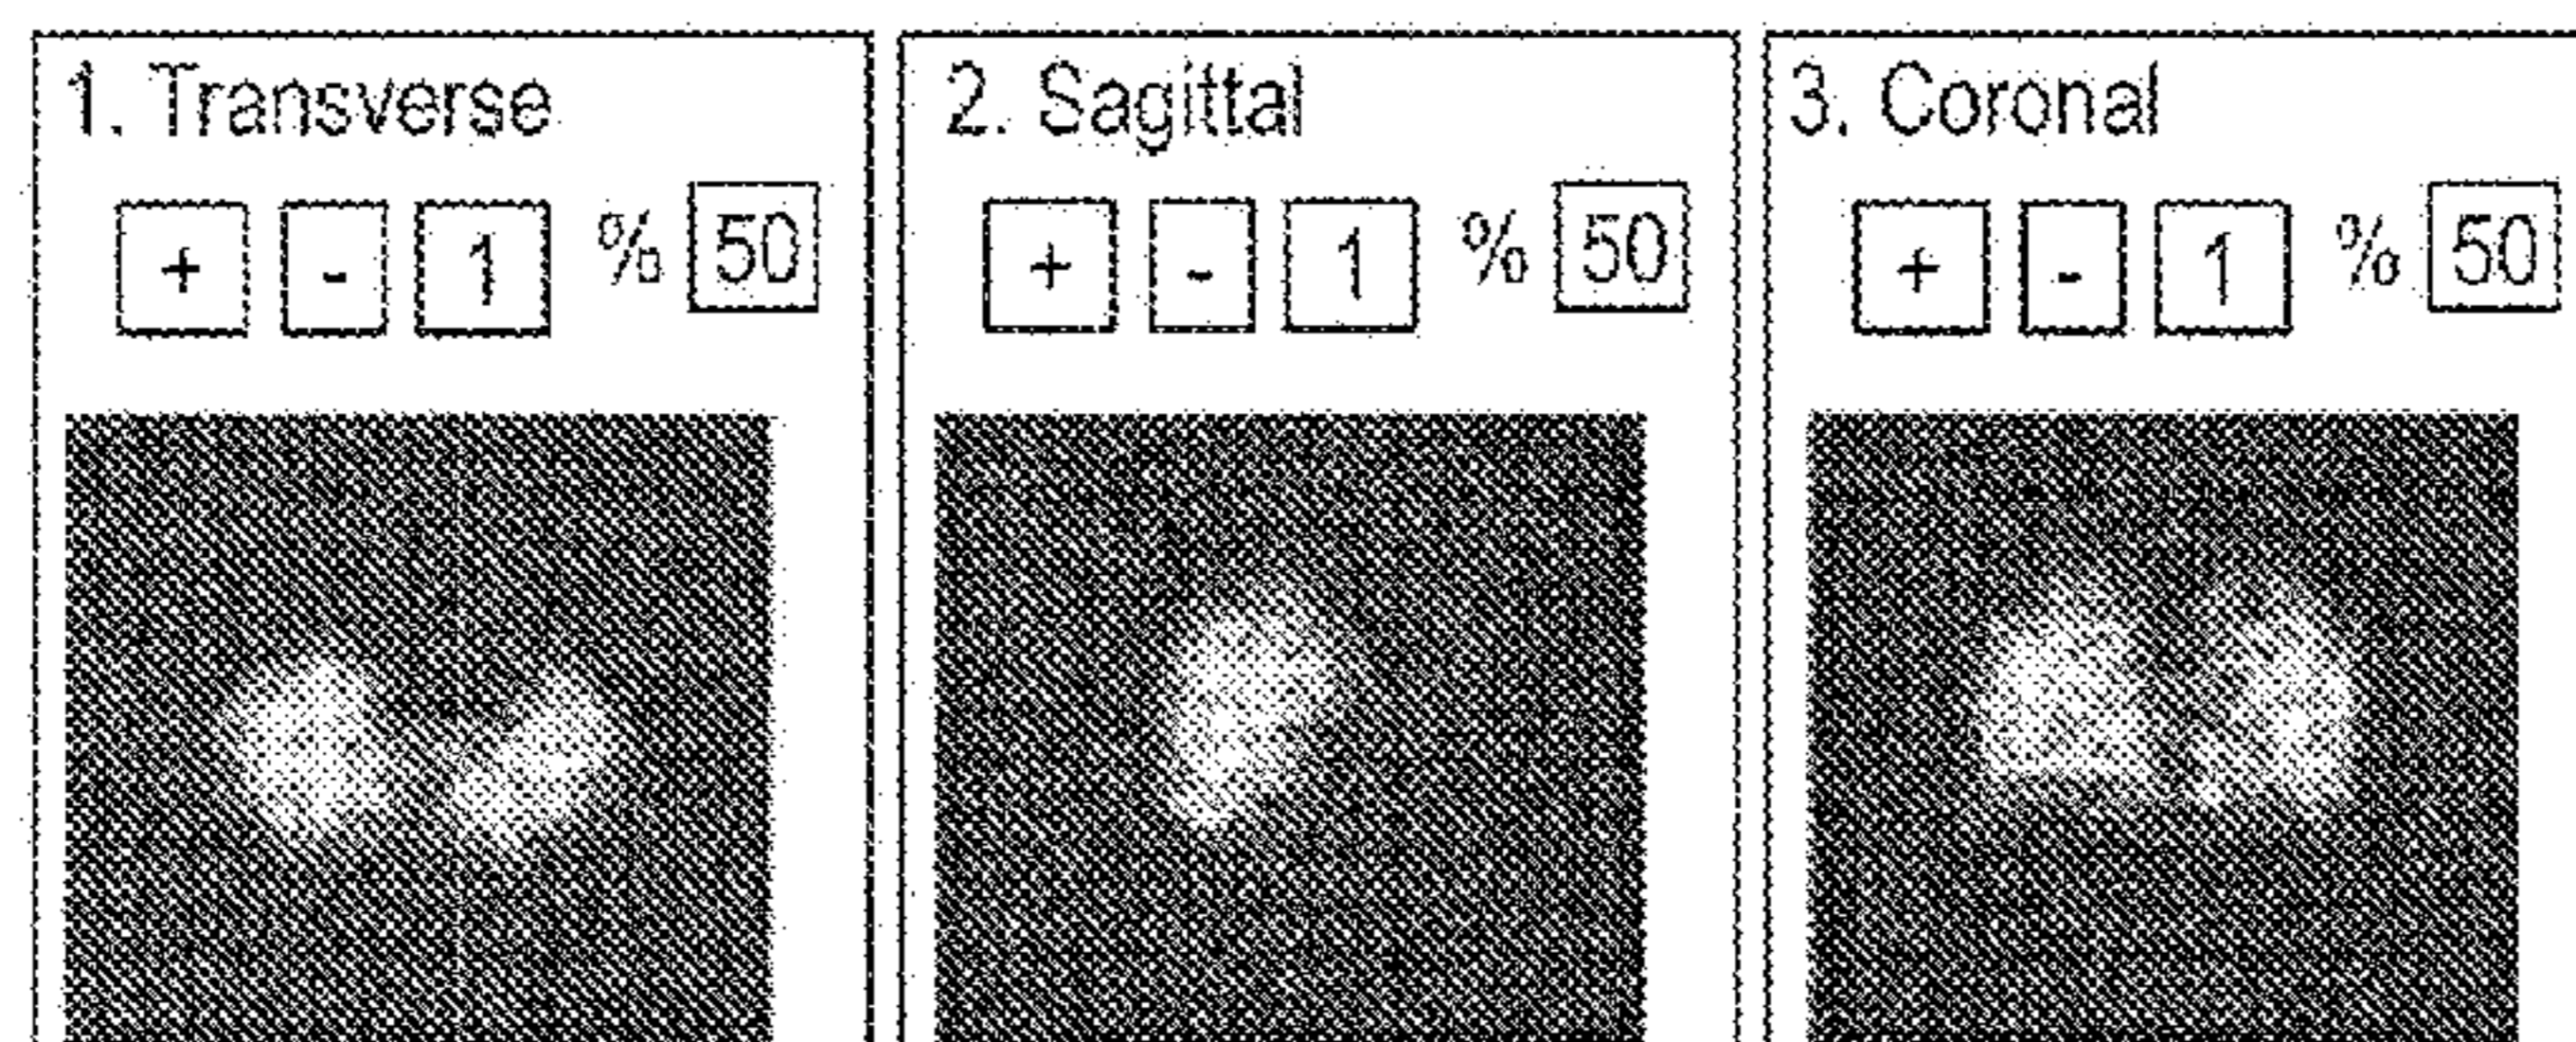 1. Transverse
+ - 1 % 50
2. Sagittal
+ - 1 % 50
3. Coronal
+ - 1 % 50